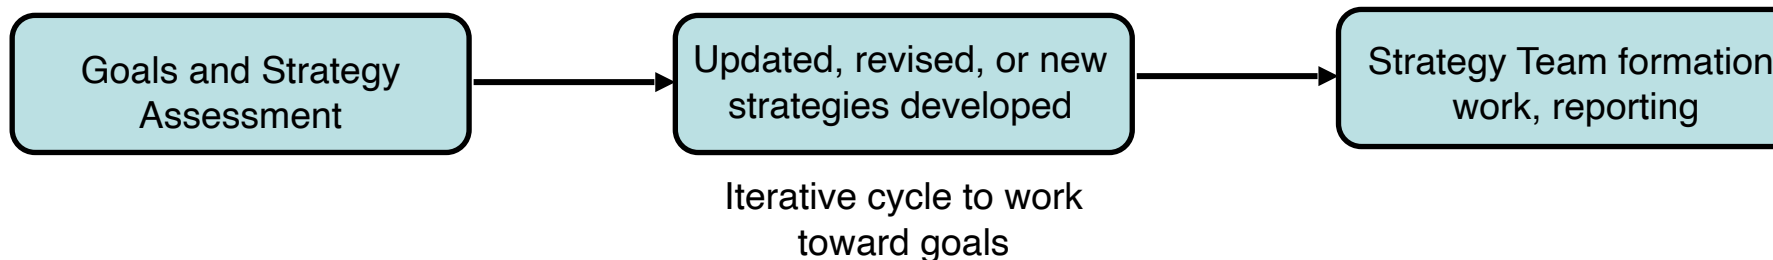 Goals and Strategy
Assessment
Updated, revised, or new
strategies developed
Strategy Team formation
work, reporting
Iterative cycle to work
toward goals